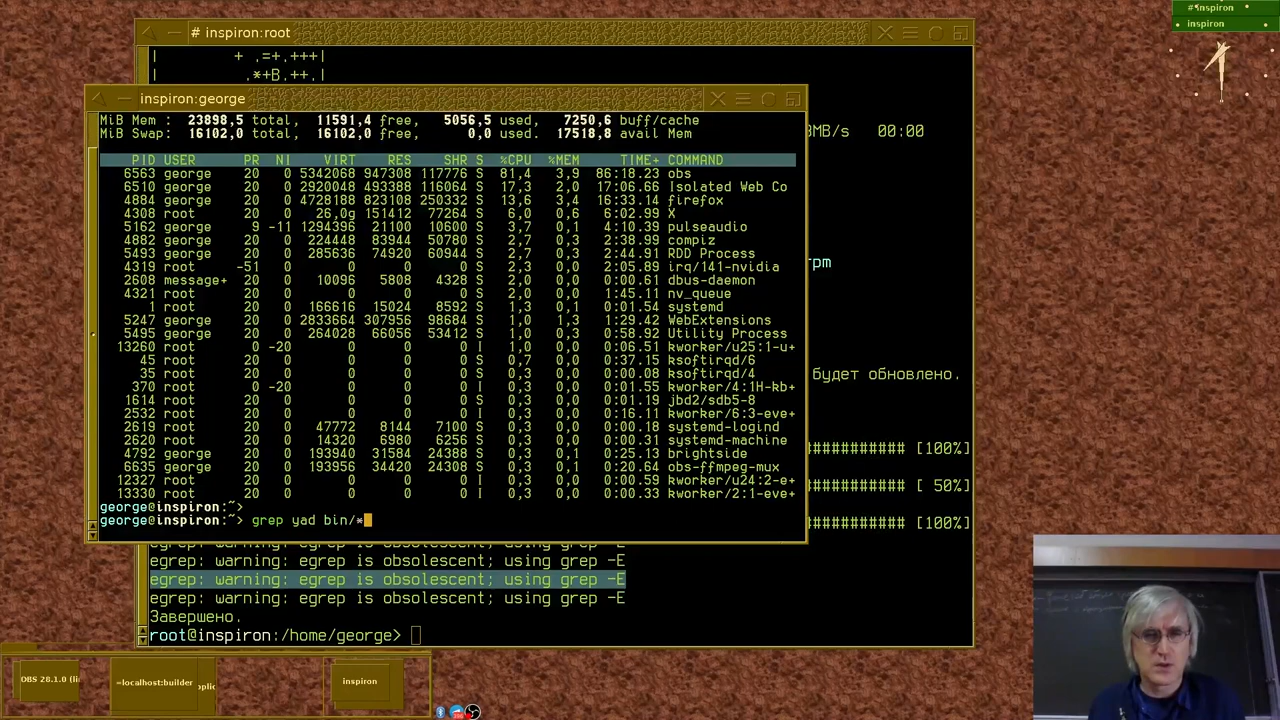 # inspiron:root
#*inspiron
inspiron
| + .=+.+++|
| .*+B.++.|
inspiron:george
MiB Mem : 23898,5 total, 11591,4 free, 5056,5 used, 7250,6 buff/cache
MiB Swap: 16102,0 total, 16102,0 free, 0,0 used. 17518,8 avail Mem
MB/s 00:00
PID USER PR NI VIRT RES SHR S %CPU %MEM TIME+ COMMAND
6563 george 20 0 5342068 947308 117776 S 81,4 3,9 86:18.23 obs
6510 george 20 0 2920048 493388 116064 S 17,3 2,0 17:06.66 Isolated Web Co
4884 george 20 0 4728188 823108 250332 S 13,6 3,4 16:33.14 firefox
4308 root 20 0 26,0g 151412 77264 S 6,0 0,6 6:02.99 X
5162 george 9 -11 1294396 21100 10600 S 3,7 0,1 4:10.39 pulseaudio
4882 george 20 0 224448 83944 50780 S 2,7 0,3 2:38.99 compiz
5493 george 20 0 285636 74920 60944 S 2,7 0,3 2:44.91 RDD Process
4319 root -51 0 0 0 0 S 2,3 0,0 2:05.89 irq/141-nvidia
rpm
2608 message+ 20 0 10096 5808 4328 S 2,0 0,0 0:00.61 dbus-daemon
4321 root 20 0 0 0 0 S 2,0 0,0 1:45.11 nv_queue
1 root 20 0 166616 15024 8592 S 1,3 0,1 0:01.54 systemd
5247 george 20 0 2833664 307956 98684 S 1,0 1,3 1:29.42 WebExtensions
5495 george 20 0 264028 66056 53412 S 1,0 0,3 0:58.92 Utility Process
13260 root 0 -20 0 0 0 I 1,0 0,0 0:06.51 kworker/u25:1-u+
45 root 20 0 0 0 0 S 0,7 0,0 0:37.15 ksoftirqd/6
35 root 20 0 0 0 0 S 0,3 0,0 0:00.08 ksoftirqd/4
будет обновлено.
370 root 0 -20 0 0 0 I 0,3 0,0 0:01.55 kworker/4:1H-kb+
1614 root 20 0 0 0 0 S 0,3 0,0 0:01.19 jbd2/sdb5-8
2532 root 20 0 0 0 0 I 0,3 0,0 0:16.11 kworker/6:3-eve+
2619 root 20 0 47772 8144 7100 S 0,3 0,0 0:00.18 systemd-logind
2620 root 20 0 14320 6980 6256 S 0,3 0,0 0:00.31 systemd-machine
########### [100%]
4792 george 20 0 193940 31584 24388 S 0,3 0,1 0:25.13 brightside
6635 george 20 0 193956 34420 24308 S 0,3 0,1 0:20.64 obs-ffmpeg-mux
12327 root 20 0 0 0 0 I 0,3 0,0 0:00.59 kworker/u24:2-e+
########### [ 50%]
13330 root 20 0 0 0 0 I 0,3 0,0 0:00.33 kworker/2:1-eve+
george@inspiron:~>
george@inspiron:~> grep yad bin/*
########### [100%]
egrep: warning: egrep is obsolescent; using grep -E
egrep: warning: egrep is obsolescent; using grep -E
egrep: warning: egrep is obsolescent; using grep -E
egrep: warning: egrep is obsolescent; using grep -E
Завершено.
root@inspiron:/home/george>
OBS 28.1.0 (li
=localhost:builder
plic
inspiron